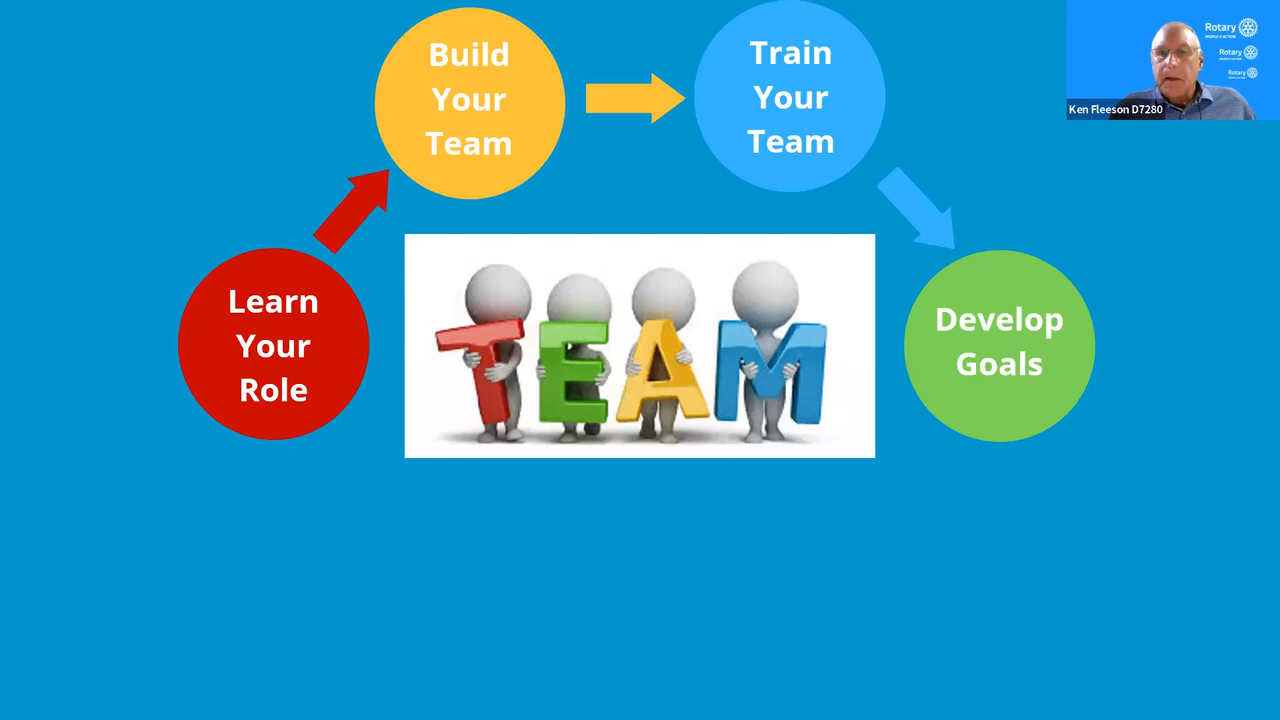 Build
Your
Team
Train
Your
Team
Rotary
Rotary
Rotary
Ken Fleeson D7280
Learn
Your
Role
TEAM
Develop
Goals